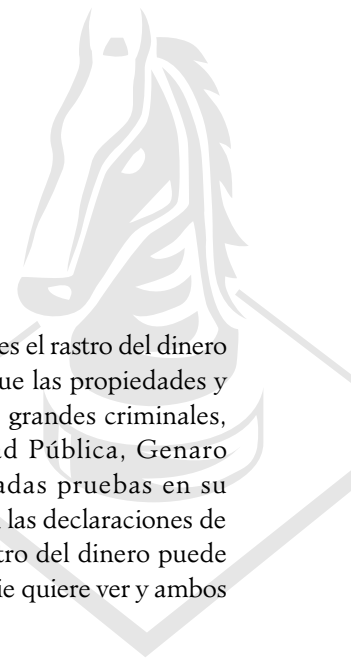 es el rastro del dinero
ue las propiedades y
grandes criminales,
d Pública, Genaro
adas pruebas en su
las declaraciones de
tro del dinero puede
ie quiere ver y ambos